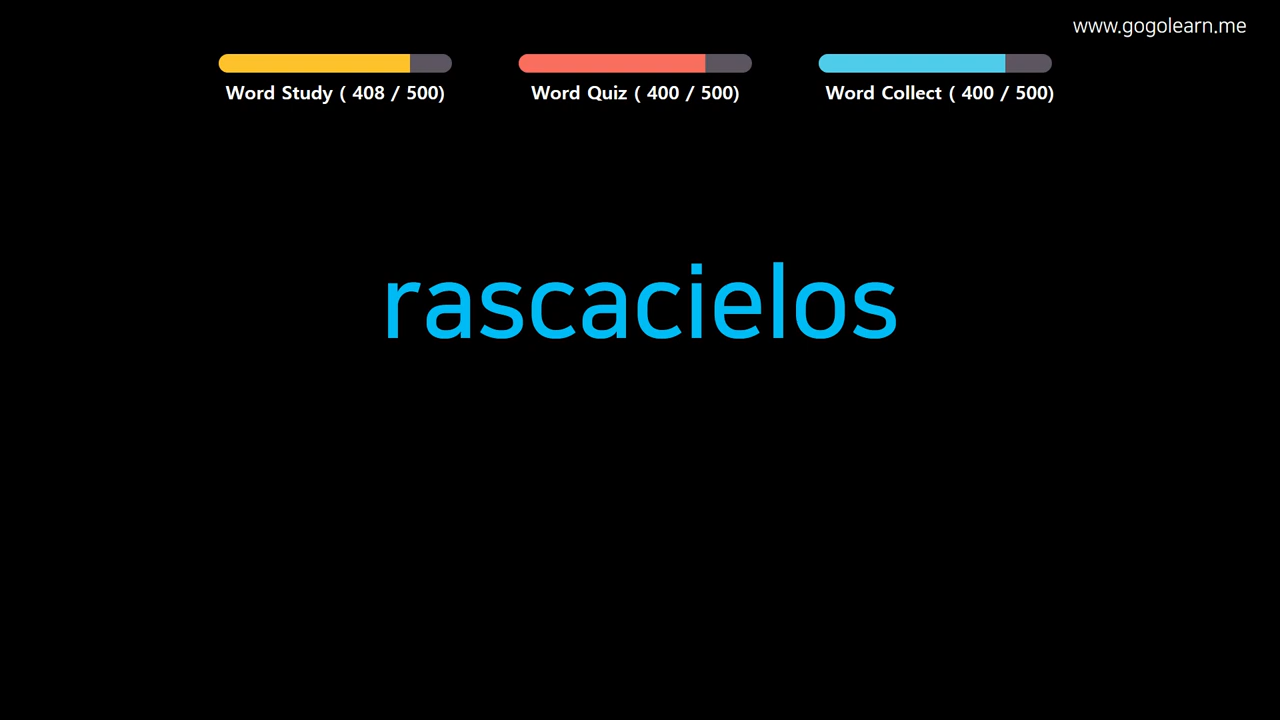 www.gogolearn.me
Word Study ( 408 / 500)
Word Quiz ( 400 / 500)
Word Collect ( 400 / 500)
rascacielos